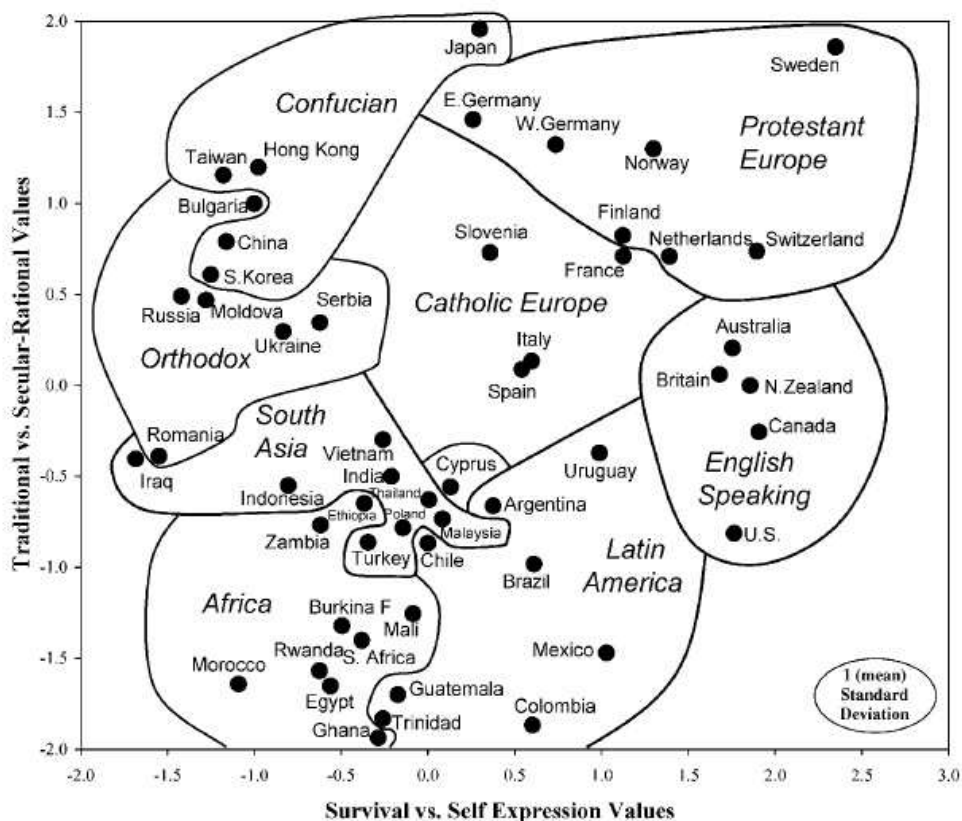 2.0
Japan
Sweden
E.Germany
1.5
Confucian
W.Germany
Protestant
Europe
Hong Kong
Taiwan
Norway
1.0
Bulgaria
Finland
China
Slovenia
Netherlands
Switzerland
France
S.Korea
0.5
Serbia
Russia
Moldova
Catholic Europe
Ukraine
Australia
Orthodox
Italy
Britain
N.Zealand
Spain
0.0
South
Asia
Romania
Canada
Vietnam
Iraq
India
Cyprus
Uruguay
English
Speaking
-0.5
Indonesia
Thailand
Argentina
Ethiopia
Poland
Malaysia
Zambia
Turkey
Chile
U.S.
Latin
America
-1.0
Brazil
Africa
Burkina F
Mali
Rwanda
S. Africa
Mexico
-1.5
Morocco
Egypt
Guatemala
Colombia
Trinidad
Ghana
1 (mean)
Standard
Deviation
-2.0
-2.0 -1.5 -1.0 -0.5 0.0 0.5 1.0 1.5 2.0 2.5 3.0
Survival vs. Self Expression Values
Traditional vs. Secular-Rational Values